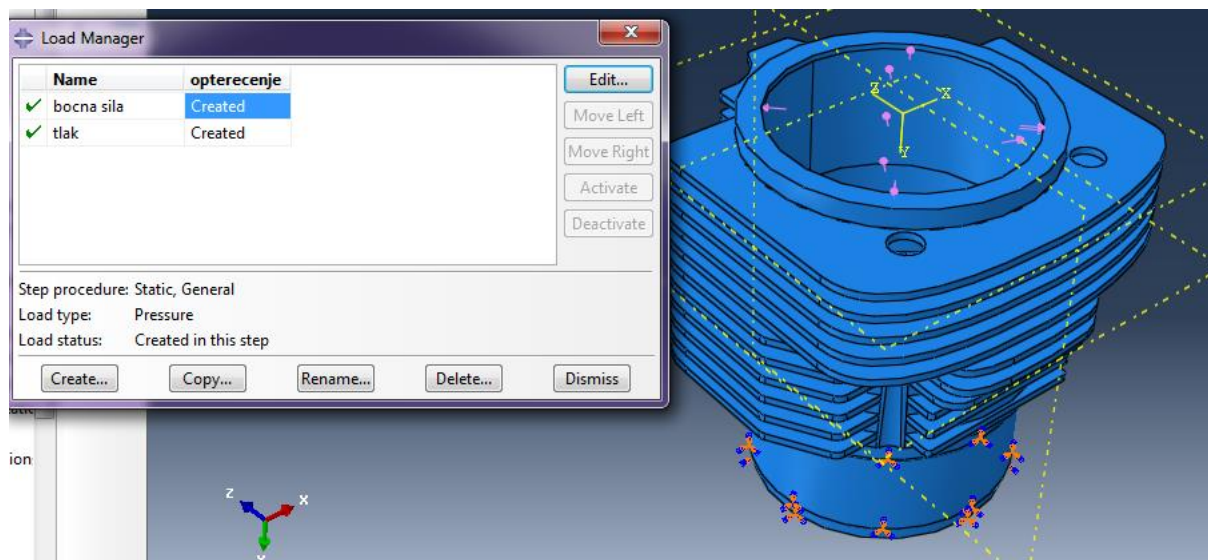 Load Manager
Name opterecenje
bocna sila Created
tlak Created
Edit...
Move Left
Move Right
Activate
Deactivate
Step procedure: Static, General
Load type: Pressure
Load status: Created in this step
Create... Copy... Rename... Delete... Dismiss
ion
Z X Y
Z X